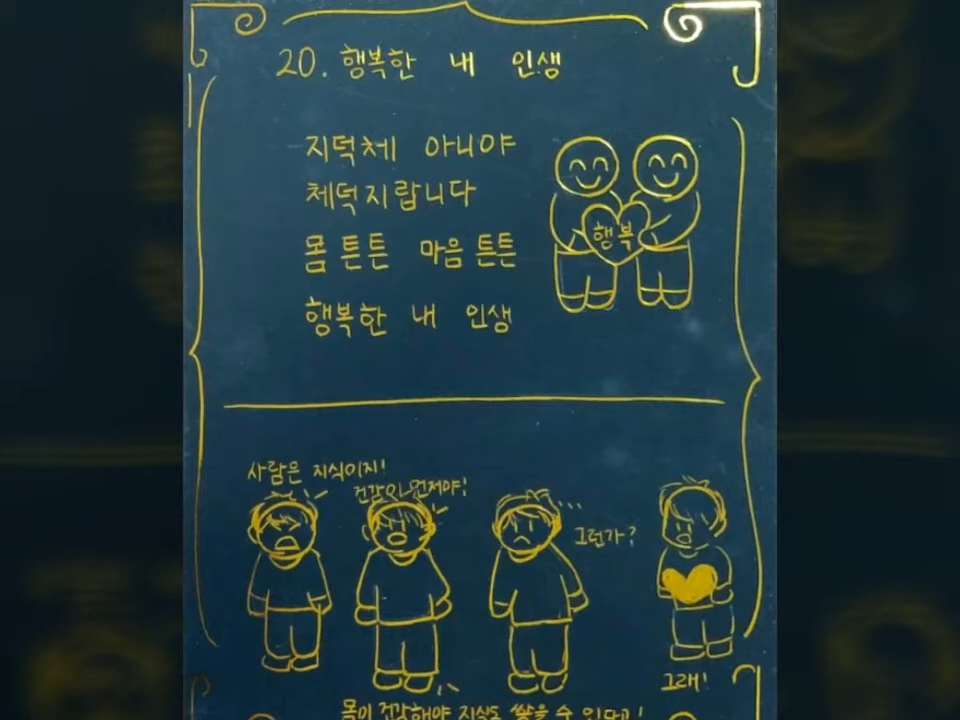 20. 행복한 내 인생
지덕체 아니야
체덕지랍니다
몸 튼튼 마음 튼튼
행복한 내 인생
행복
사람은 지식이지!
건강이 먼저야!
그런가?
그래!
몸이 건강해야 지식도 쌓을 수 있다고!